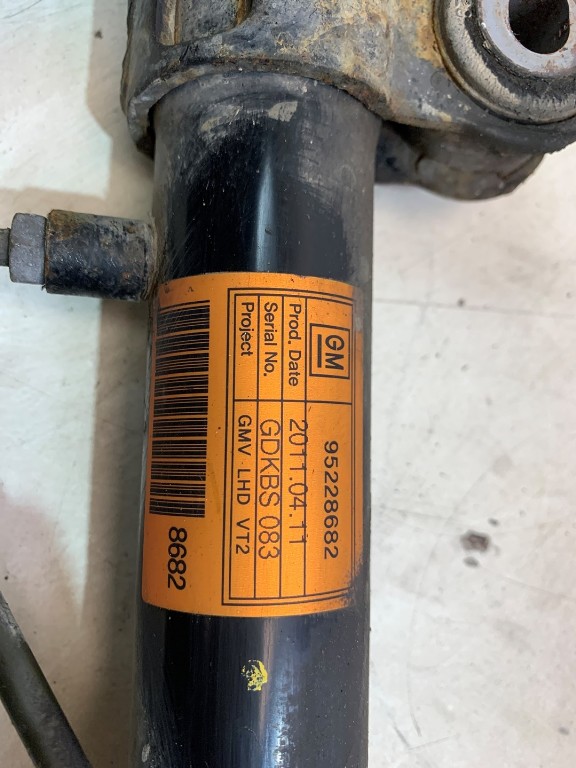 GM 95228682
Prod. Date 2011.04.11
Serial No. GDKBS 083
Project GMV LHD VT2
8682